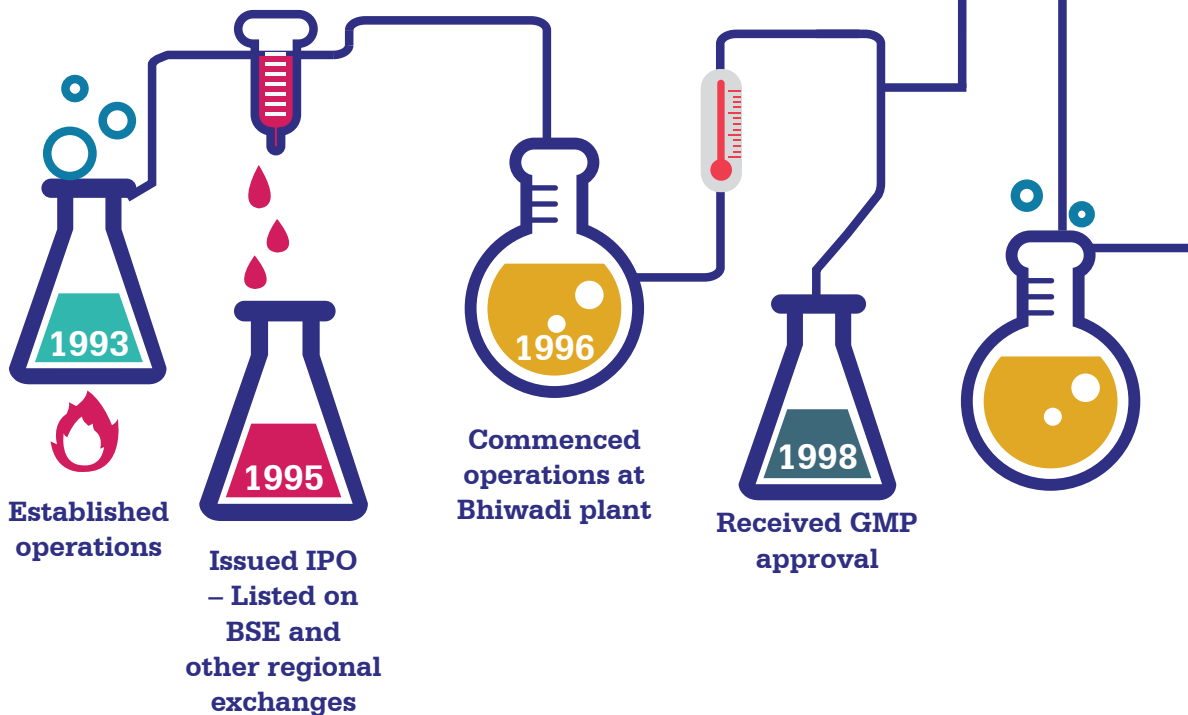 1993
Established
operations
1995
Issued IPO
– Listed on
BSE and
other regional
exchanges
1996
Commenced
operations at
Bhiwadi plant
1998
Received GMP
approval